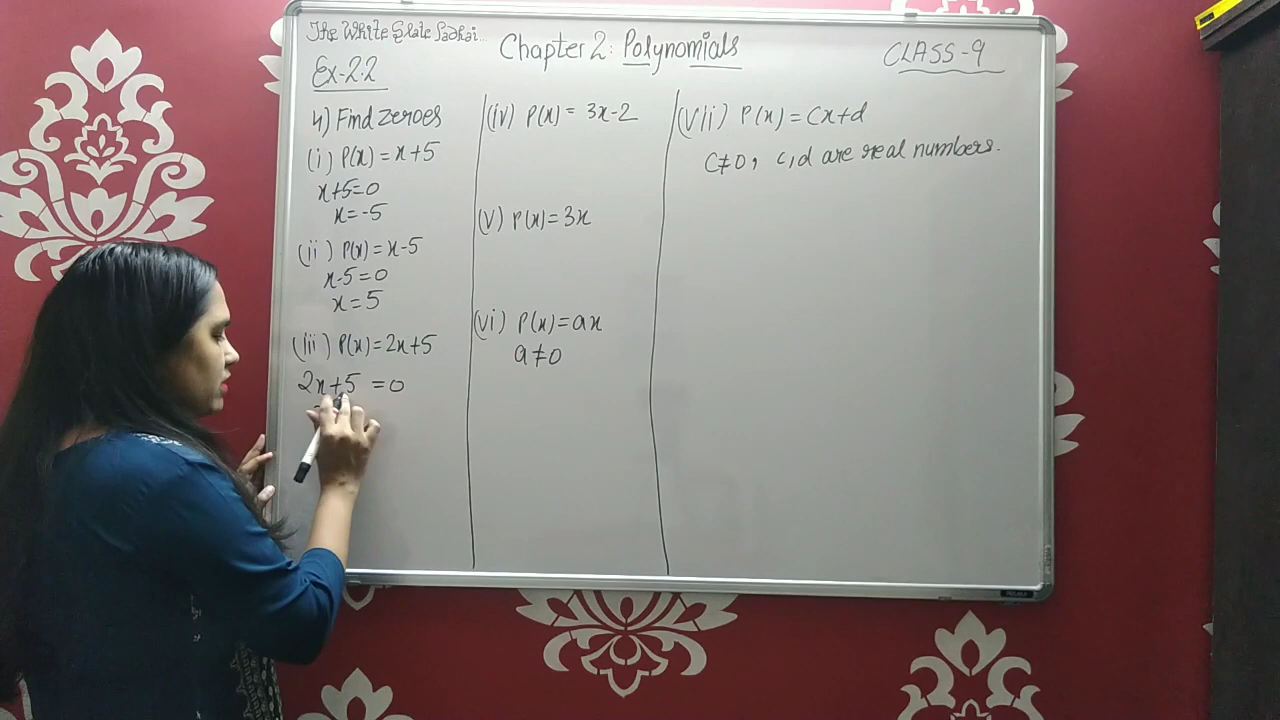 The White Slate Padhai...
Chapter 2: Polynomials
CLASS-9
Ex-2.2
4) Find zeroes
(i) P(x) = x+5
x+5=0
x=-5
(ii) P(x)=x-5
x-5=0
x=5
(iii) P(x)=2x+5
2x+5 =0
(iv) P(x) = 3x-2
(v) P(x)=3x
(vi) P(x)=ax
a≠0
(vii) P(x)=Cx+d
C≠0, c,d are real numbers.